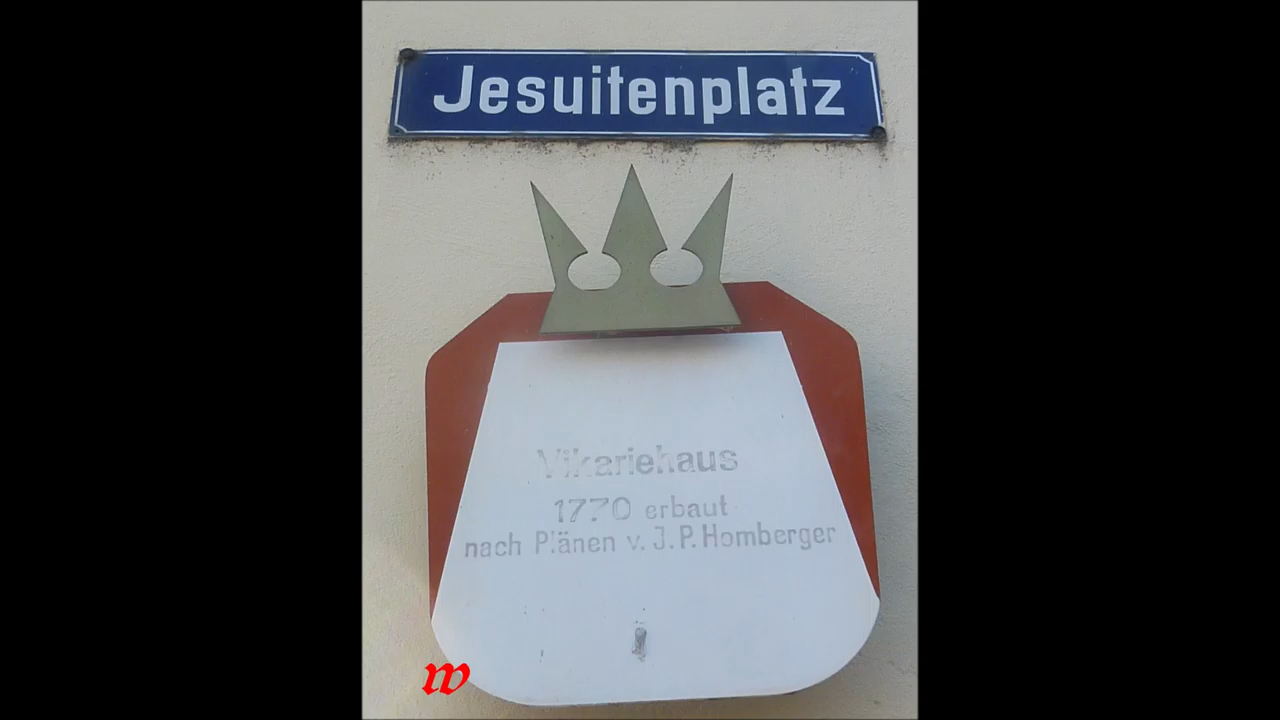 Jesuitenplatz
Vikariehaus
1770 erbaut
nach Plänen v. J. P. Homberger
w